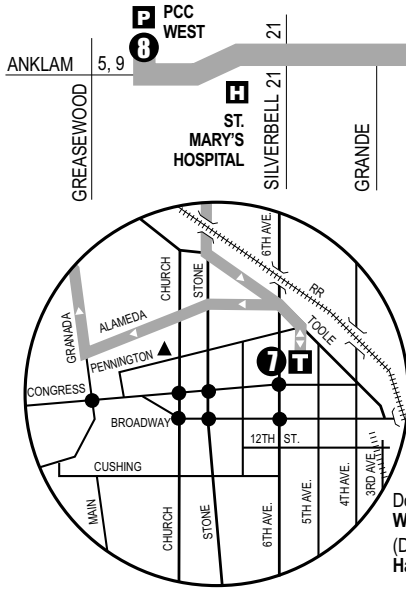 P PCC
WEST
8
ANKLAM 5, 9
GREASEWOOD
H
ST.
MARY'S
HOSPITAL
SILVERBELL 21 21
GRANDE
6TH AVE.
RR
CHURCH
STONE
TOOLE
GRANADA
ALAMEDA
PENNINGTON
7 T
CONGRESS
BROADWAY
12TH ST.
CUSHING
MAIN
CHURCH
STONE
6TH AVE.
5TH AVE.
4TH AVE.
3RD AVE.
De
W
(D
Ha